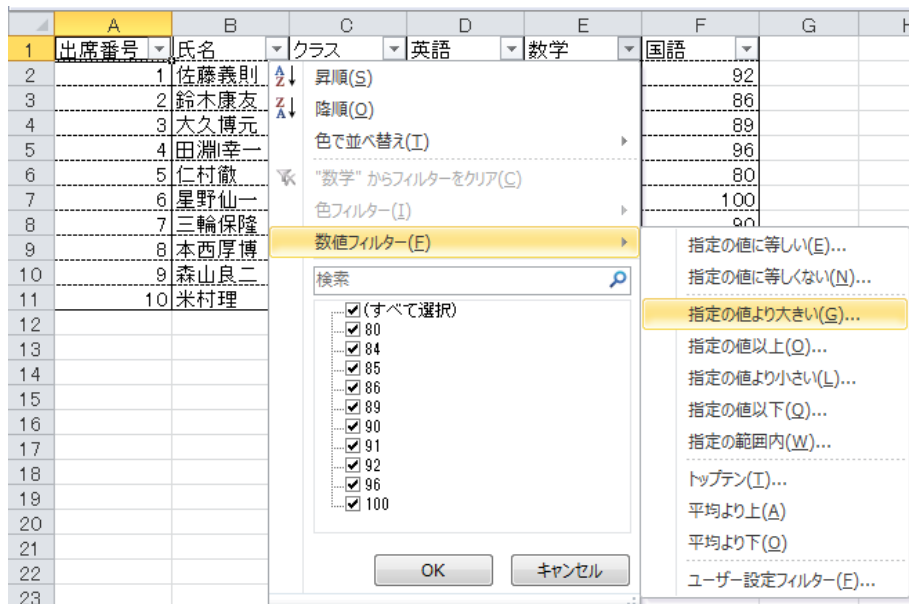 A B C D E F G
1 出席番号 氏名 クラス 英語 数学 国語
2 1 佐藤義則 92
3 2 鈴木康友 86
4 3 大久博元 89
5 4 田淵幸一 96
6 5 仁村徹 80
7 6 星野仙一 100
8 7 三輪保隆 90
9 8 本西厚博
10 9 森山良二
11 10 米村理
12
13
14
15
16
17
18
19
20
21
22
23
昇順(S)
降順(O)
色で並べ替え(T)
"数学" からフィルターをクリア(C)
色フィルター(I)
数値フィルター(F)
検索
(すべて選択)
80
84
85
86
89
90
91
92
96
100
OK キャンセル
指定の値に等しい(E)...
指定の値に等しくない(N)...
指定の値より大きい(G)...
指定の値以上(O)...
指定の値より小さい(L)...
指定の値以下(Q)...
指定の範囲内(W)...
トップテン(T)...
平均より上(A)
平均より下(O)
ユーザー設定フィルター(F)...